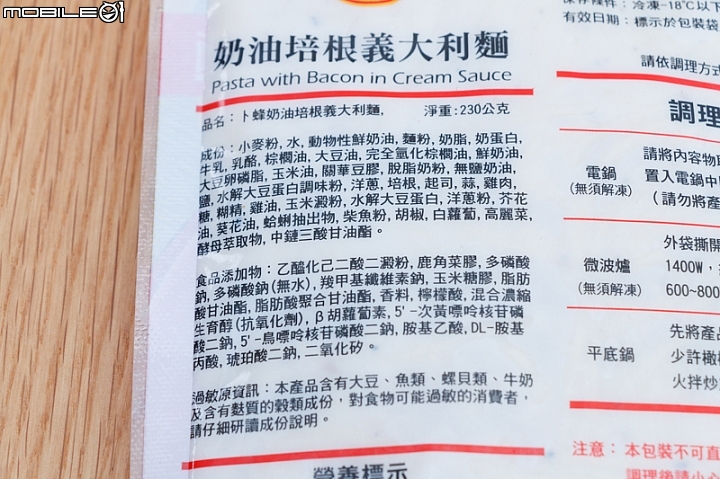 MOBILE01
奶油培根義大利麵
Pasta with Bacon in Cream Sauce
品名：卜蜂奶油培根義大利麵, 淨重:230公克
成份：小麥粉, 水, 動物性鮮奶油, 麵粉, 奶脂, 奶蛋白,
牛乳, 乳酪, 棕櫚油, 大豆油, 完全氫化棕櫚油, 鮮奶油,
大豆卵磷脂, 玉米油, 關華豆膠, 脫脂奶粉, 無鹽奶油,
鹽, 水解大豆蛋白調味粉, 洋蔥, 培根, 起司, 蒜, 雞肉,
糖, 糊精, 雞油, 玉米澱粉, 水解大豆蛋白, 洋蔥粉, 芥花
油, 葵花油, 蛤蜊抽出物, 柴魚粉, 胡椒, 白蘿蔔, 高麗菜,
酵母萃取物, 中鏈三酸甘油酯。
食品添加物：乙醯化己二酸二澱粉, 鹿角菜膠, 多磷酸
鈉, 多磷酸鈉(無水), 羧甲基纖維素鈉, 玉米糖膠, 脂肪
酸甘油酯, 脂肪酸聚合甘油酯, 香料, 檸檬酸, 混合濃縮
生育醇(抗氧化劑), β胡蘿蔔素, 5'-次黃嘌呤核苷磷
酸二鈉, 5'-鳥嘌呤核苷磷酸二鈉, 胺基乙酸, DL-胺基
丙酸, 琥珀酸二鈉, 二氧化矽。
過敏原資訊：本產品含有大豆、魚類、螺貝類、牛奶
及含有麩質的穀類成份，對食物可能過敏的消費者，
請仔細研讀成份說明。
營養標示
保存條件：冷凍-18℃以下
有效日期：標示於包裝袋
請依調理方式
調理
電鍋
(無須解凍)
請將內容物取
置入電鍋中
(請勿將產
微波爐
(無須解凍)
外袋撕開
1400W,
600~800
平底鍋
先將產品
少許橄欖
火拌炒
注意：本包裝不可直
調理後請小心